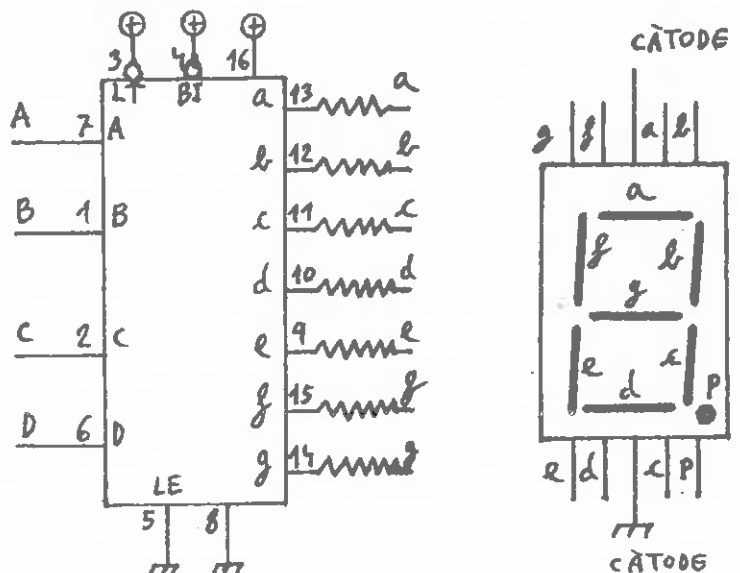 CÀTODE
3 4 16
LT BI
A 7 A a 13 a
B 1 B b 12 b
C 2 C c 11 c
D 6 D d 10 d
e 9 e
f 15 f
g 14 g
LE
5 8
g f a b
a
f b
g
e c
d P
e d c P
CÀTODE